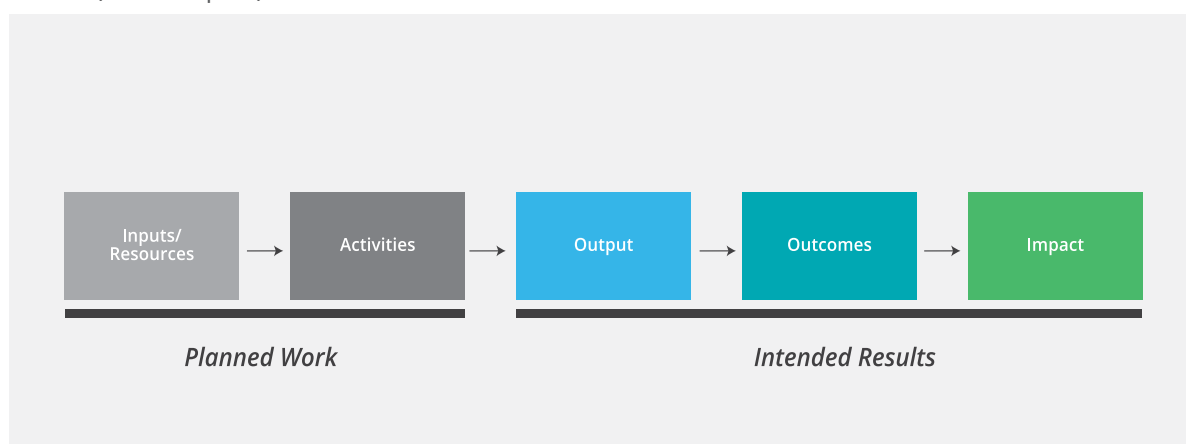 Inputs/
Resources
Activities
Output
Outcomes
Impact
Planned Work
Intended Results